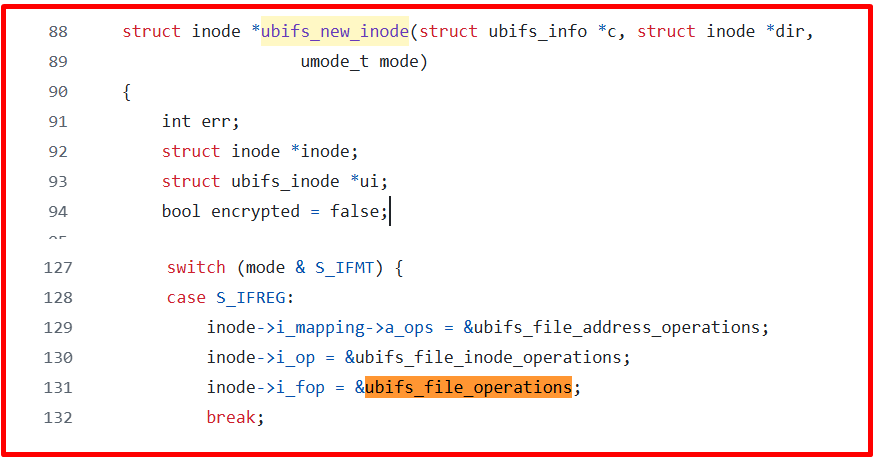 88 struct inode *ubifs_new_inode(struct ubifs_info *c, struct inode *dir,
89 umode_t mode)
90 {
91 int err;
92 struct inode *inode;
93 struct ubifs_inode *ui;
94 bool encrypted = false;
127 switch (mode & S_IFMT) {
128 case S_IFREG:
129 inode->i_mapping->a_ops = &ubifs_file_address_operations;
130 inode->i_op = &ubifs_file_inode_operations;
131 inode->i_fop = &ubifs_file_operations;
132 break;